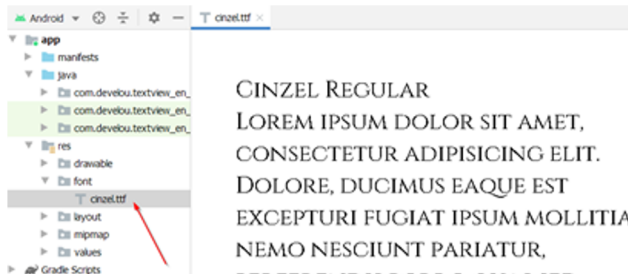 Android
cinzel.ttf
app
manifests
java
com.develou.textview_en_
com.develou.textview_en_
com.develou.textview_en_
res
drawable
font
cinzel.ttf
layout
mipmap
values
Gradle Scripts
Cinzel Regular
Lorem ipsum dolor sit amet,
consectetur adipisicing elit.
Dolore, ducimus eaque est
excepturi fugiat ipsum mollitia
nemo nesciunt pariatur,